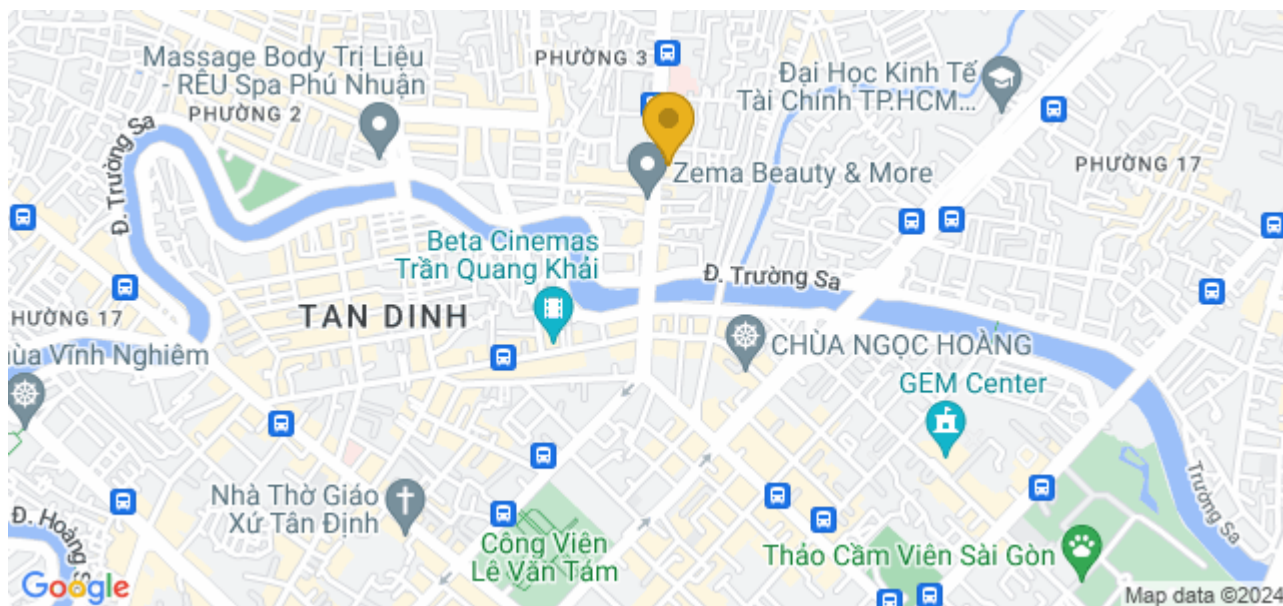 Massage Body Trị Liệu
- RÊU Spa Phú Nhuận
PHƯỜNG 3
Đại Học Kinh Tế
Tài Chính TP.HCM...
PHƯỜNG 2
Đ. Trường Sa
PHƯỜNG 17
Zema Beauty & More
Beta Cinemas
Trần Quang Khải
Đ. Trường Sa
TAN DINH
HƯỜNG 17
ùa Vĩnh Nghiêm
CHÙA NGỌC HOÀNG
GEM Center
Trường Sa
Nhà Thờ Giáo
Xứ Tân Định
Đ. Hoàng S
Công Viên
Lê Văn Tám
Thảo Cầm Viên Sài Gòn
Google
Map data ©2024